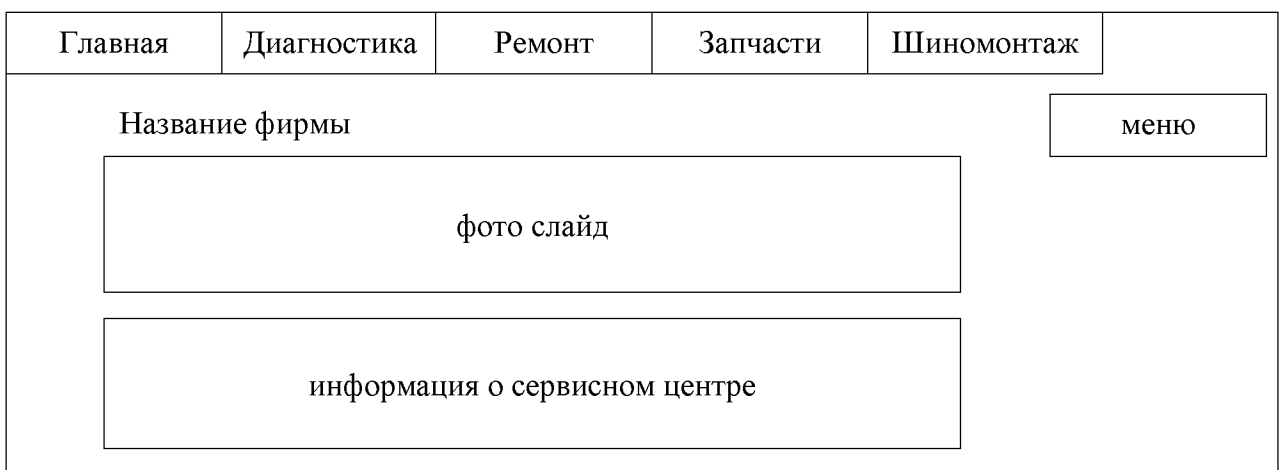 Главная
Диагностика
Ремонт
Запчасти
Шиномонтаж
Название фирмы
меню
фото слайд
информация о сервисном центре